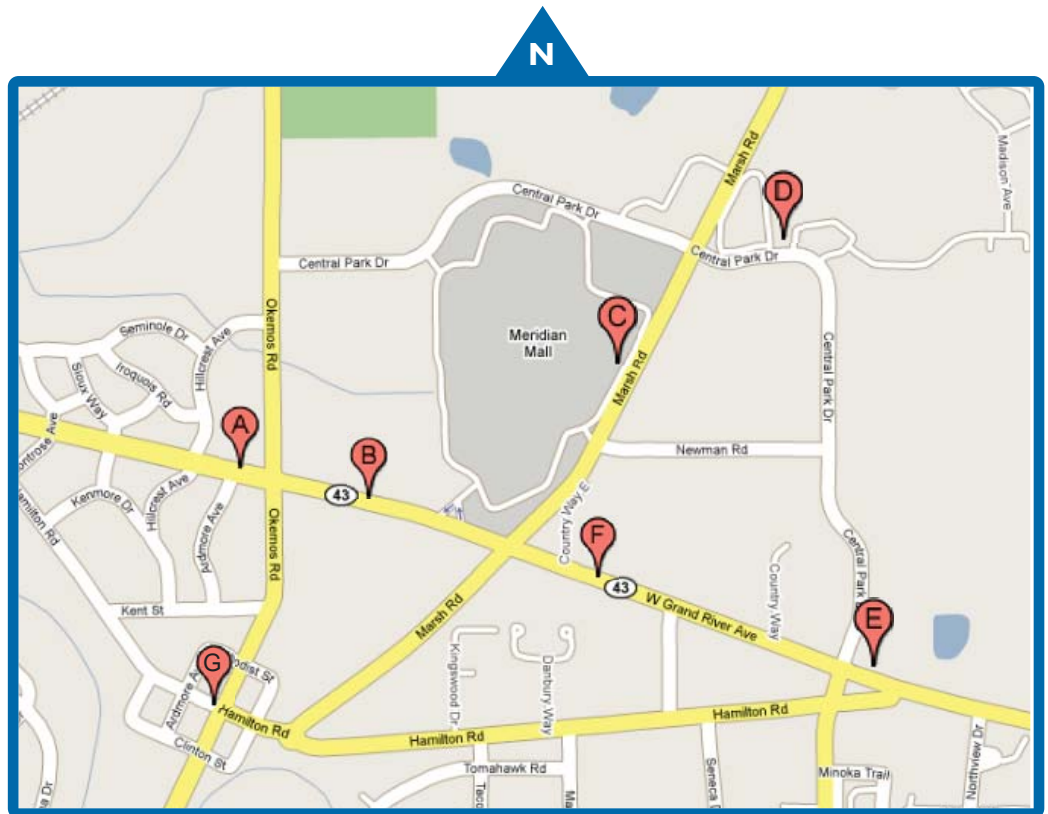 N
Marsh Rd
Madison Ave
D
Central Park Dr
Central Park Dr
Central Park Dr
Okemos Rd
C
Meridian
Mall
Seminole Dr
Hillcrest Ave
Iroquois Rd
Sioux Way
Marsh Rd
Central Park Dr
A
Newman Rd
B
43
Kenmore Dr
Hillcrest Ave
Hamilton Rd
Ardmore Ave
Okemos Rd
Country Way E
F
Central Park
43
Country Way
W Grand River Ave
Kent St
Marsh Rd
E
G
Kingswood Dr
Danbury Way
Ardmore
Hamilton Rd
Hamilton Rd
Hamilton Rd
Clinton St
Northview Dr
Tomahawk Rd
Seneca
Minoka Trail